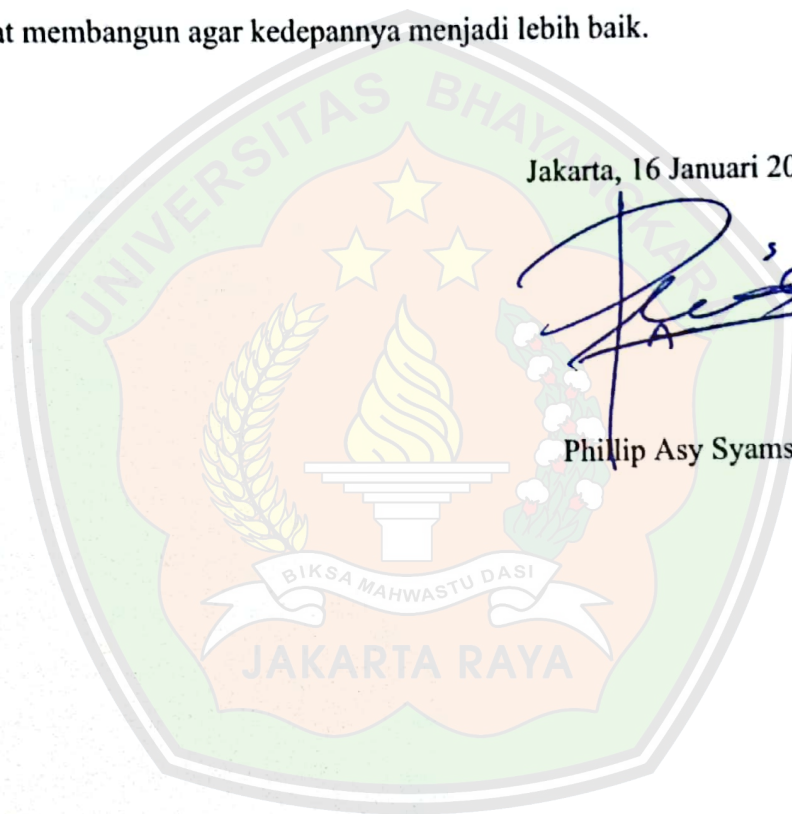 at membangun agar kedepannya menjadi lebih baik.
UNIVERSITAS BHAYANGKARA
Jakarta, 16 Januari 20
Phillip Asy Syams
BIKSA MAHWASTU DASI
JAKARTA RAYA